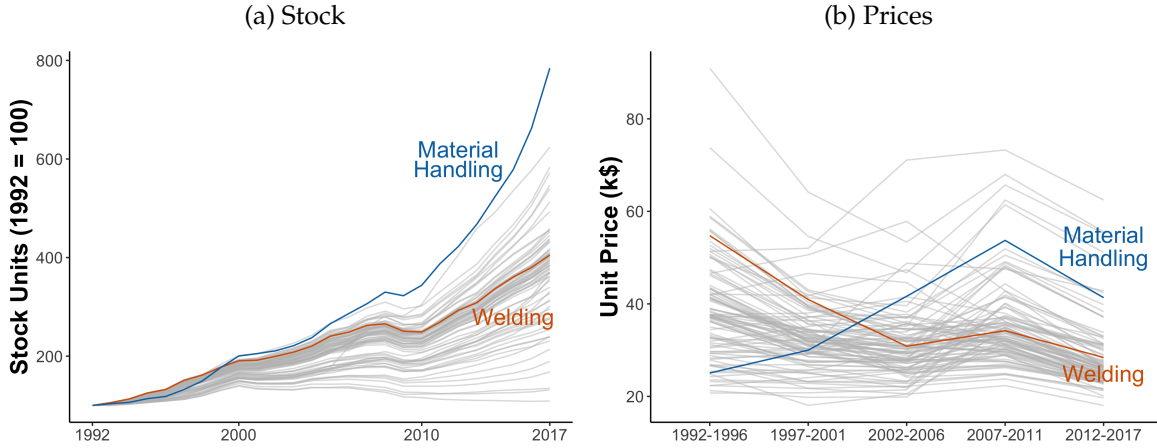 (a) Stock
Stock Units (1992 = 100)
800
600
400
200
Material
Handling
Welding
1992
2000
2010
2017
(b) Prices
Unit Price (k$)
80
60
40
20
Material
Handling
Welding
1992-1996
1997-2001
2002-2006
2007-2011
2012-2017